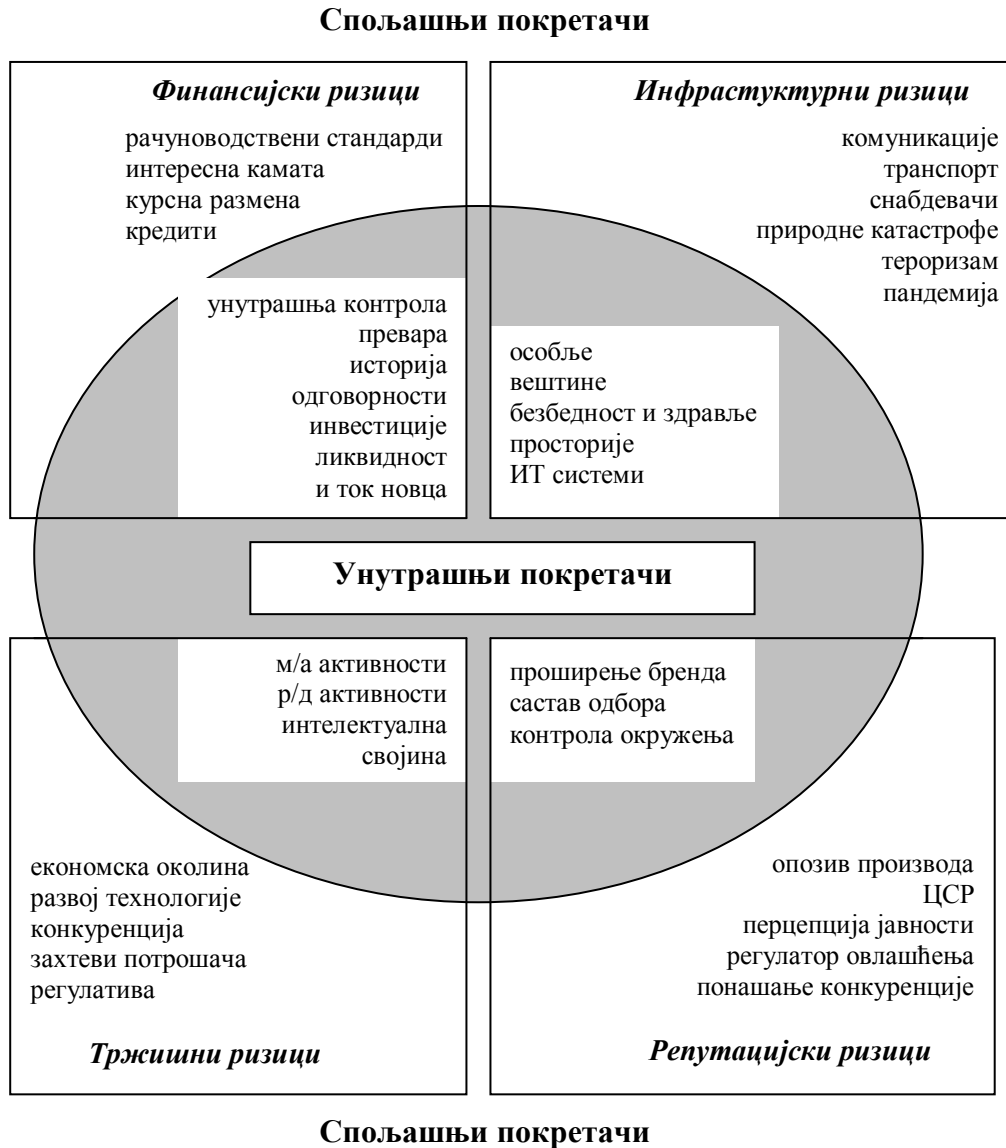 Спољашњи покретачи
Финансијски ризици
рачуноводствени стандарди
интересна камата
курсна размена
кредити
унутрашња контрола
превара
историја
одговорности
инвестиције
ликвидност
и ток новца
Инфрастуктурни ризици
комуникације
транспорт
снабдевачи
природне катастрофе
тероризам
пандемија
особље
вештине
безбедност и здравље
просторије
ИТ системи
Унутрашњи покретачи
м/а активности
р/д активности
интелектуална
својина
економска околина
развој технологије
конкуренција
захтеви потрошача
регулатива
Тржишни ризици
проширење бренда
састав одбора
контрола окружења
опозив производа
ЦСР
перцепција јавности
регулатор овлашћења
понашање конкуренције
Репутацијски ризици
Спољашњи покретачи